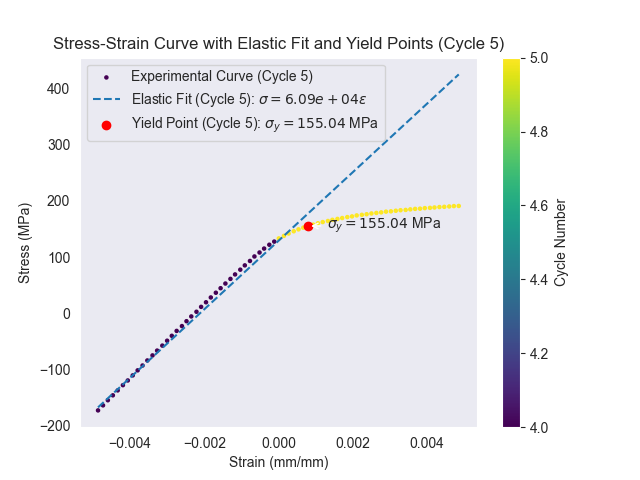 Stress-Strain Curve with Elastic Fit and Yield Points (Cycle 5)
Experimental Curve (Cycle 5)
Elastic Fit (Cycle 5): σ = 6.09e + 04ε
Yield Point (Cycle 5): σy = 155.04 MPa
400
300
200
100
0
−100
−200
Stress (MPa)
σy = 155.04 MPa
−0.004
−0.002
0.000
0.002
0.004
Strain (mm/mm)
5.0
4.8
4.6
4.4
4.2
4.0
Cycle Number